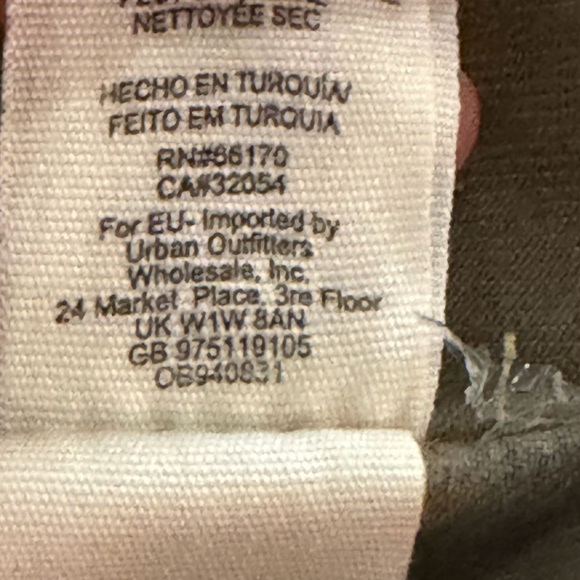 NETTOYÉE SEC
HECHO EN TURQUÍA
FEITO EM TURQUIA
RN#66170
CA#32054
For EU- Imported by
Urban Outfitters
Wholesale, Inc.
24 Market Place, 3re Floor
UK W1W 8AN
GB 975119105
OB940831